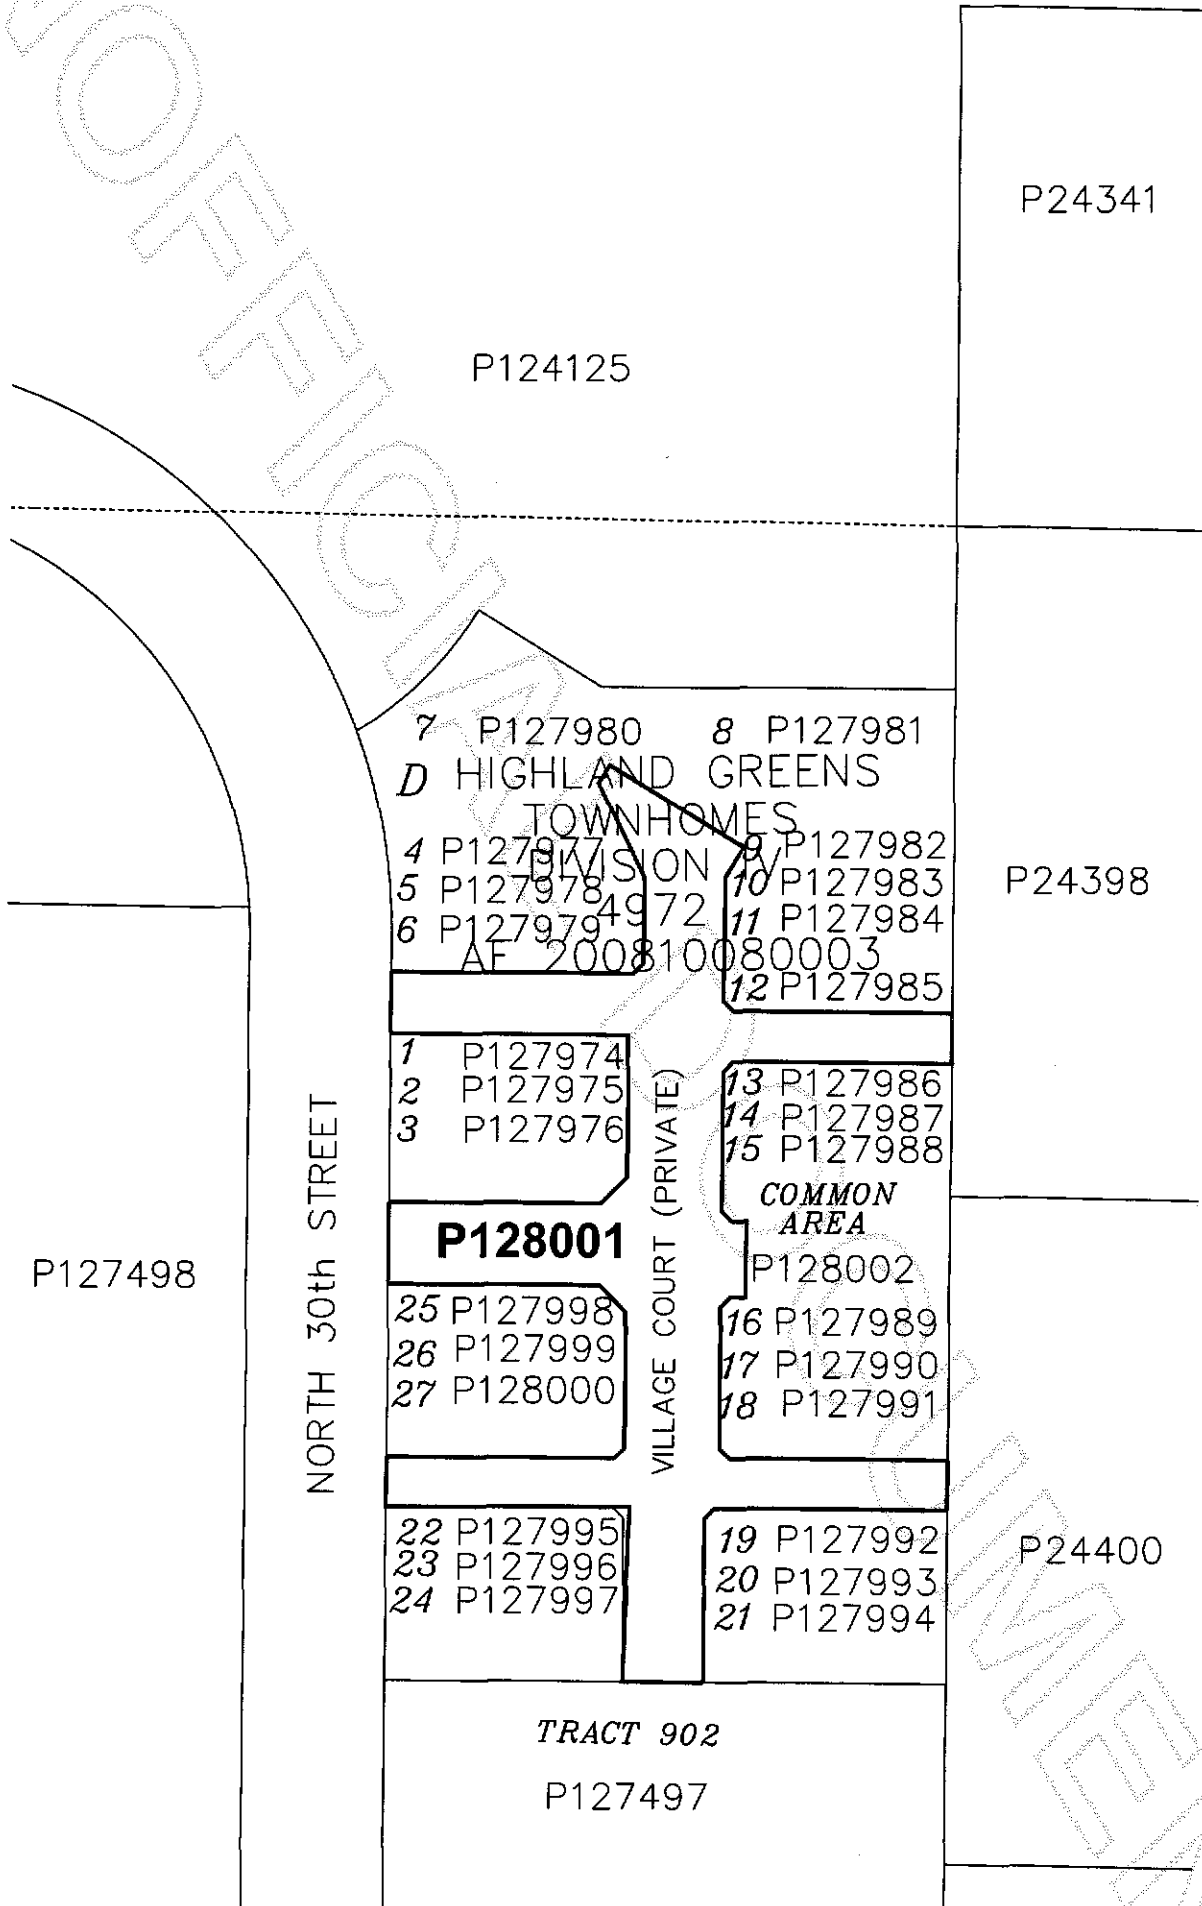 UNOFFICIAL DOCUMENT
P24341
P124125
7 P127980 8 P127981
D HIGHLAND GREENS
TOWNHOMES
DIVISION IV
4972
AF 200810080003
4 P127977
5 P127978
6 P127979
9 P127982
10 P127983
11 P127984
12 P127985
P24398
1 P127974
2 P127975
3 P127976
13 P127986
14 P127987
15 P127988
COMMON
AREA
P128002
P128001
P127498
NORTH 30th STREET
VILLAGE COURT (PRIVATE)
25 P127998
26 P127999
27 P128000
16 P127989
17 P127990
18 P127991
22 P127995
23 P127996
24 P127997
19 P127992
20 P127993
21 P127994
P24400
TRACT 902
P127497